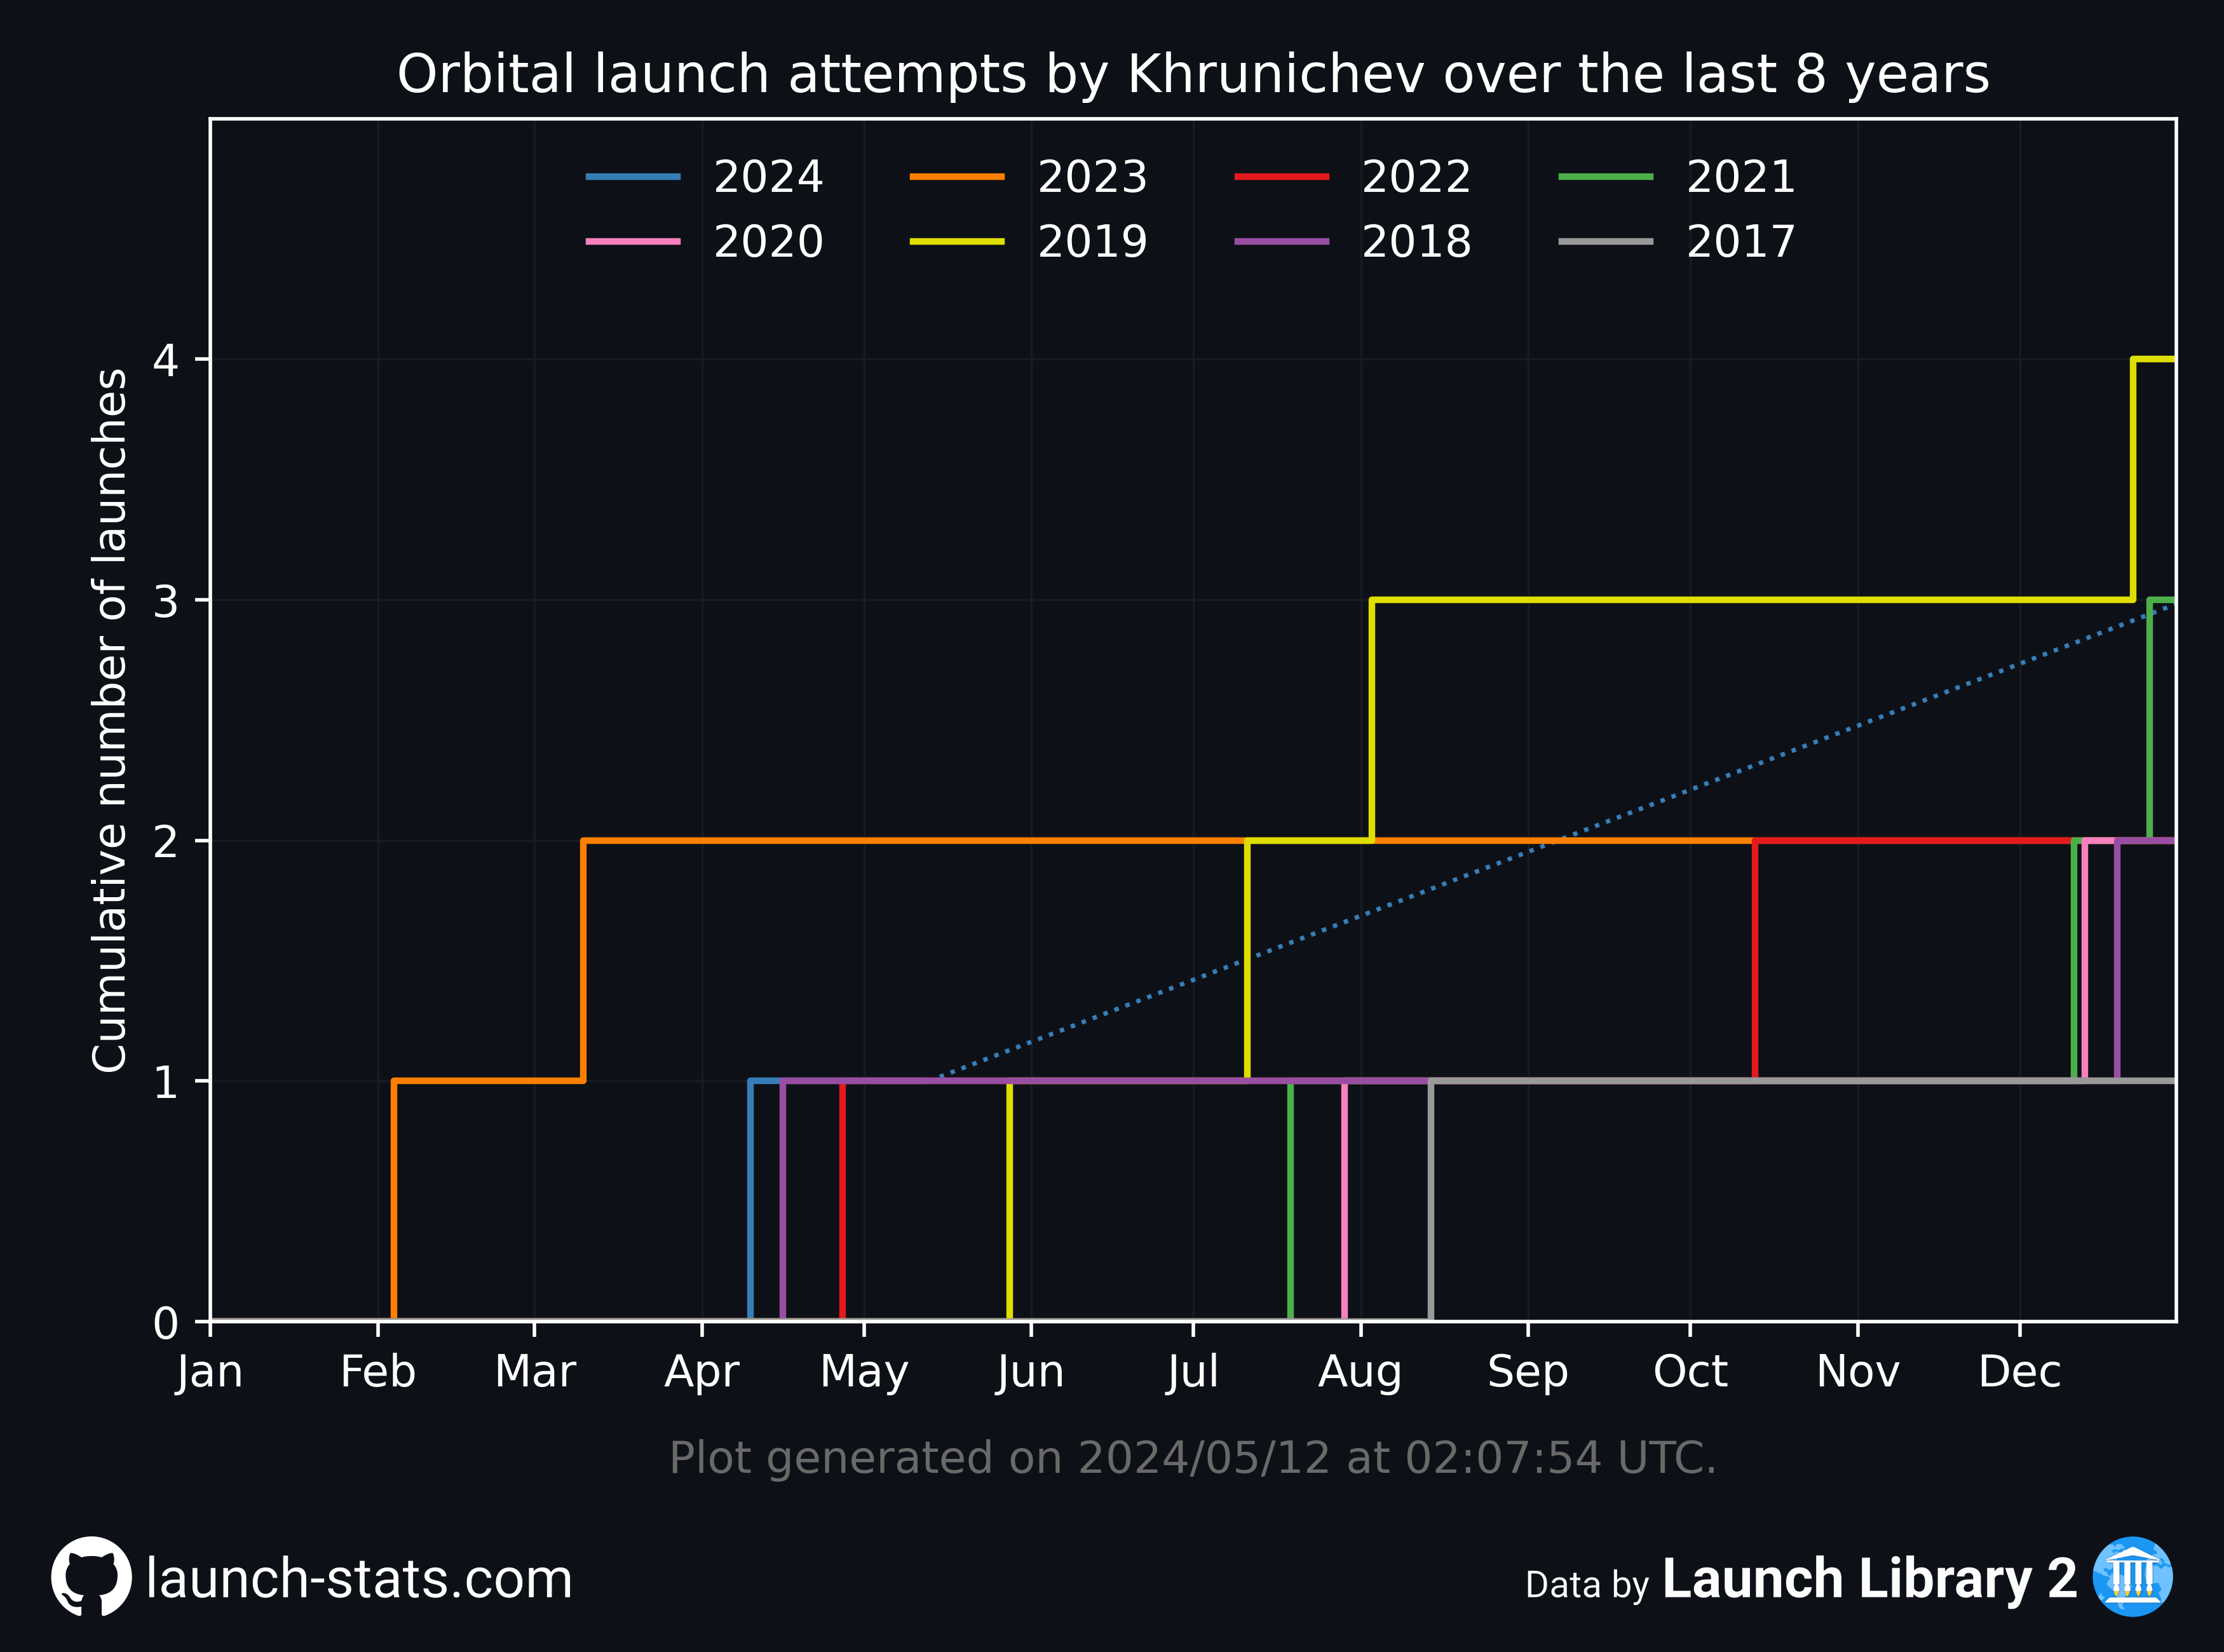 Orbital launch attempts by Khrunichev over the last 8 years
2024 2023 2022 2021
2020 2019 2018 2017
Cumulative number of launches
4
3
2
1
0
Jan Feb Mar Apr May Jun Jul Aug Sep Oct Nov Dec
Plot generated on 2024/05/12 at 02:07:54 UTC.
launch-stats.com
Data by Launch Library 2